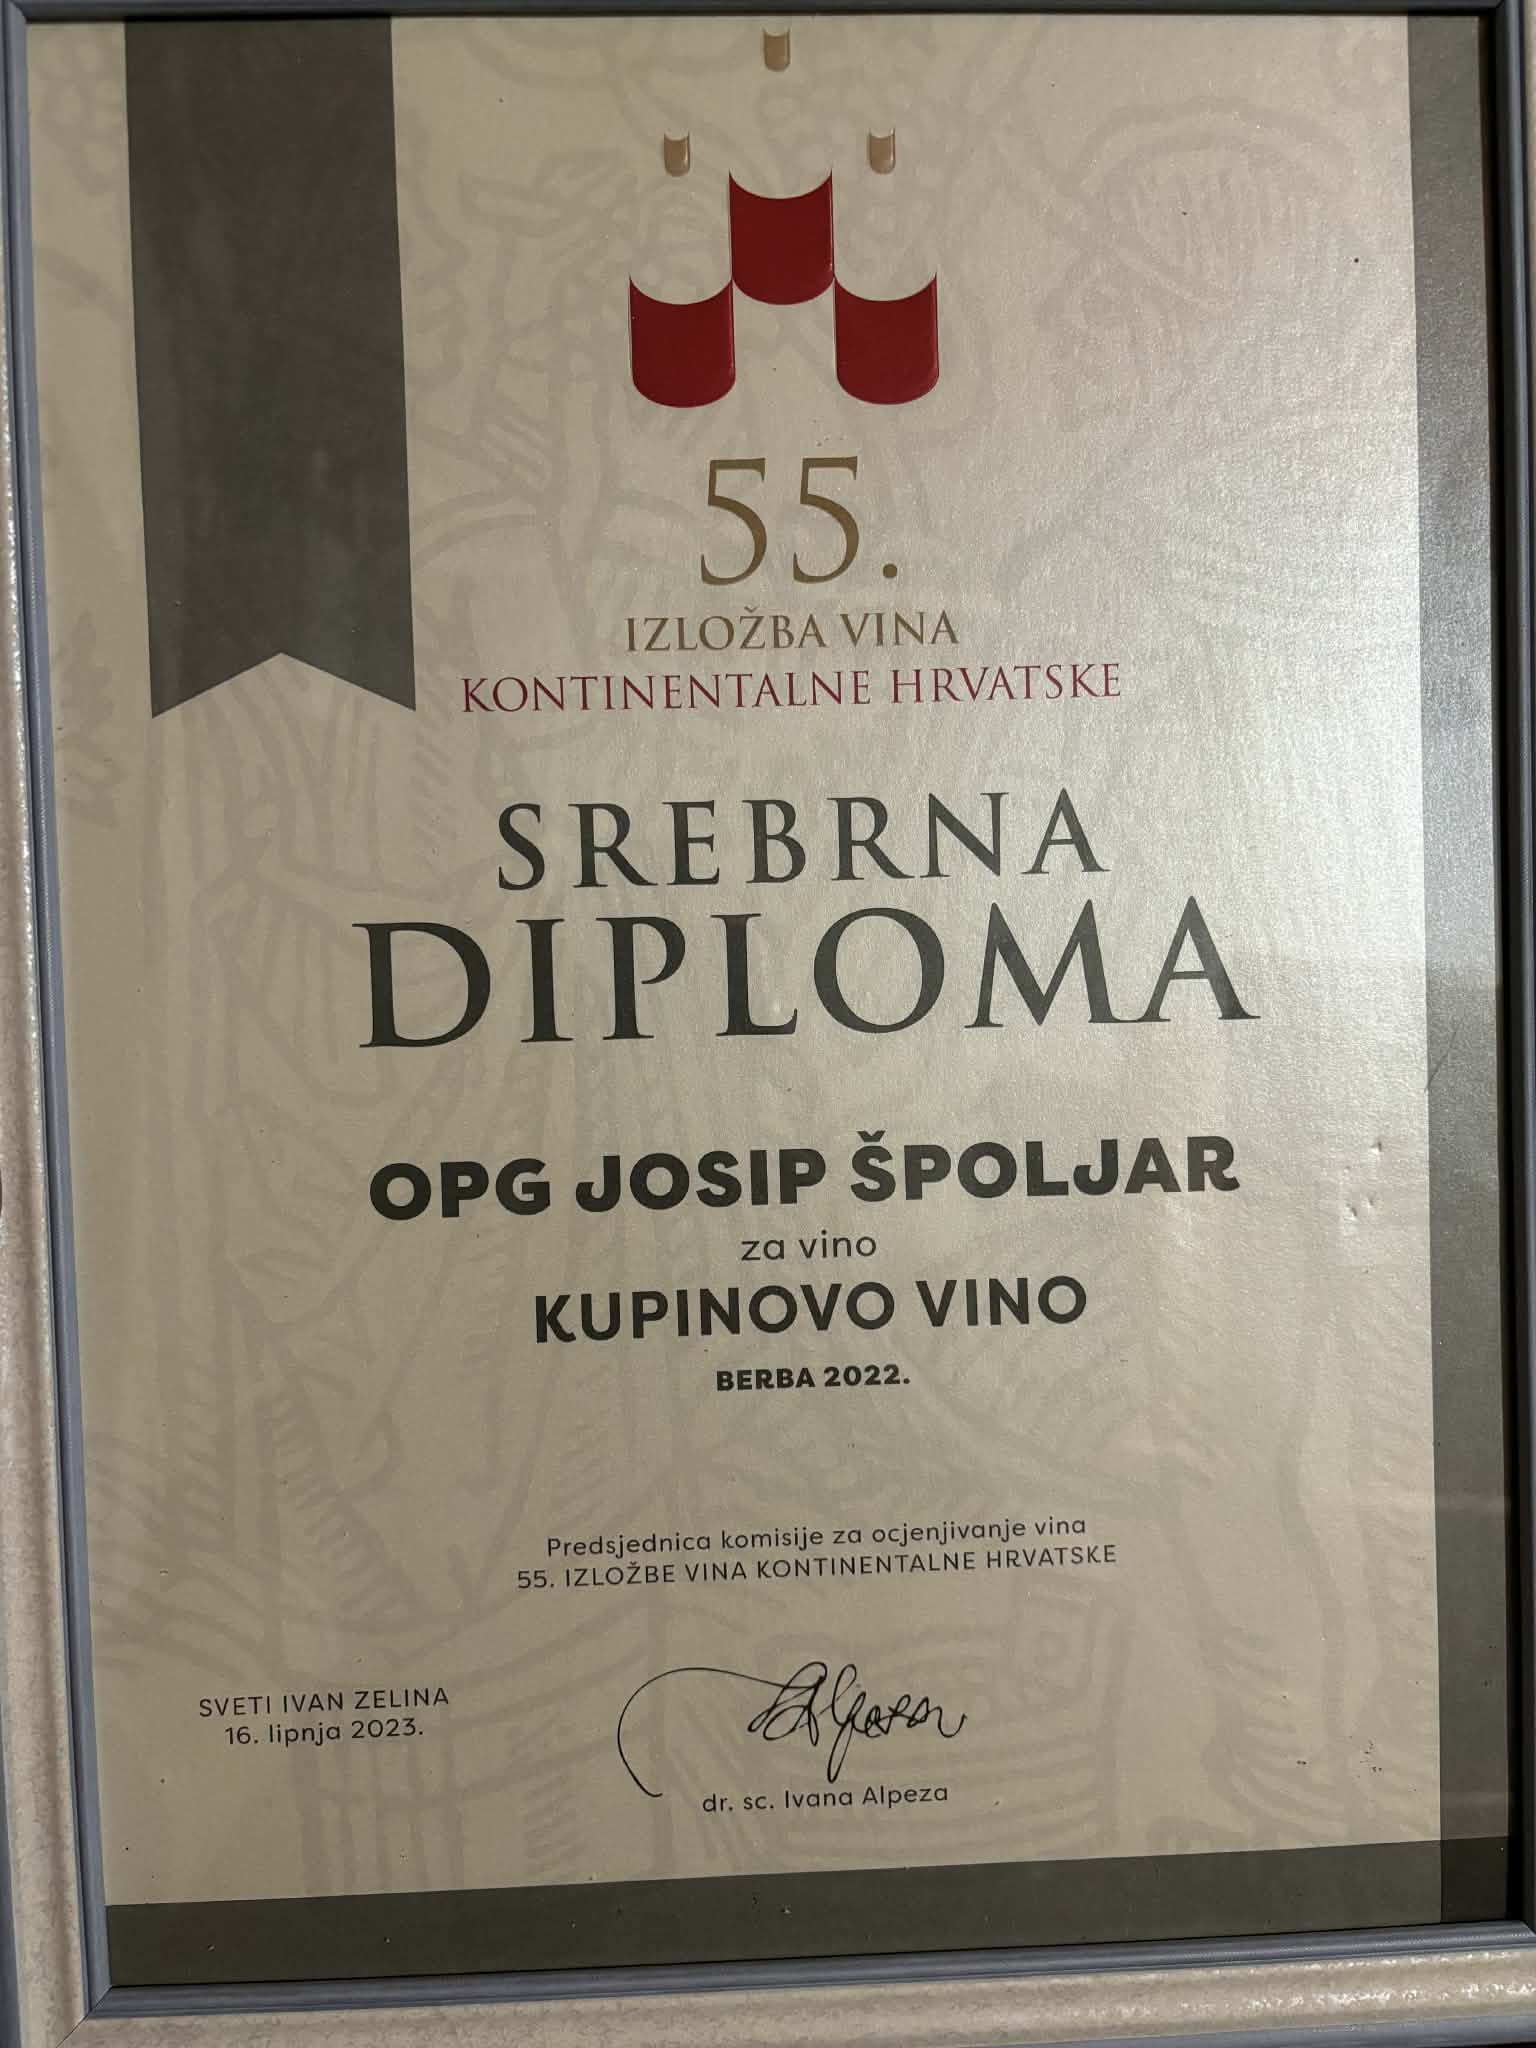 55.
IZLOŽBA VINA
KONTINENTALNE HRVATSKE
SREBRNA
DIPLOMA
OPG JOSIP ŠPOLJAR
za vino
KUPINOVO VINO
BERBA 2022.
Predsjednica komisije za ocjenjivanje vina
55. IZLOŽBE VINA KONTINENTALNE HRVATSKE
SVETI IVAN ZELINA
16. lipnja 2023.
dr. sc. Ivana Alpeza